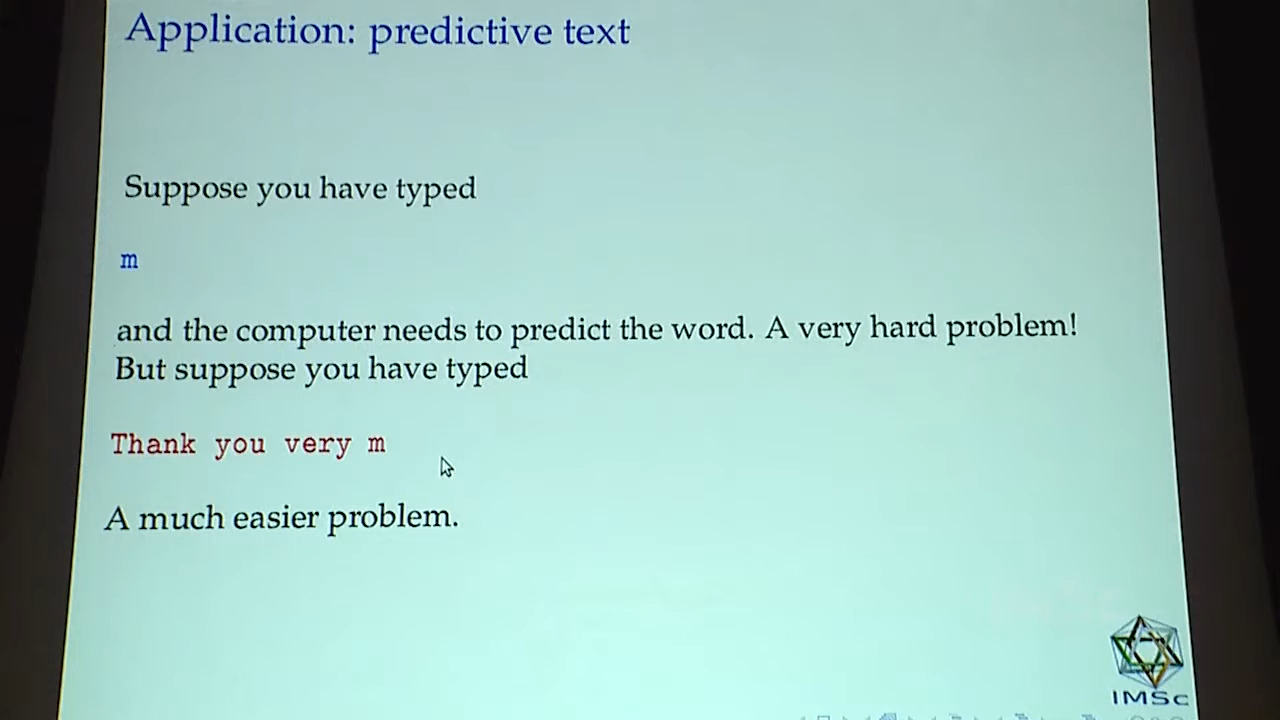 Application: predictive text
Suppose you have typed
m
and the computer needs to predict the word. A very hard problem!
But suppose you have typed
Thank you very m
A much easier problem.
IMSc